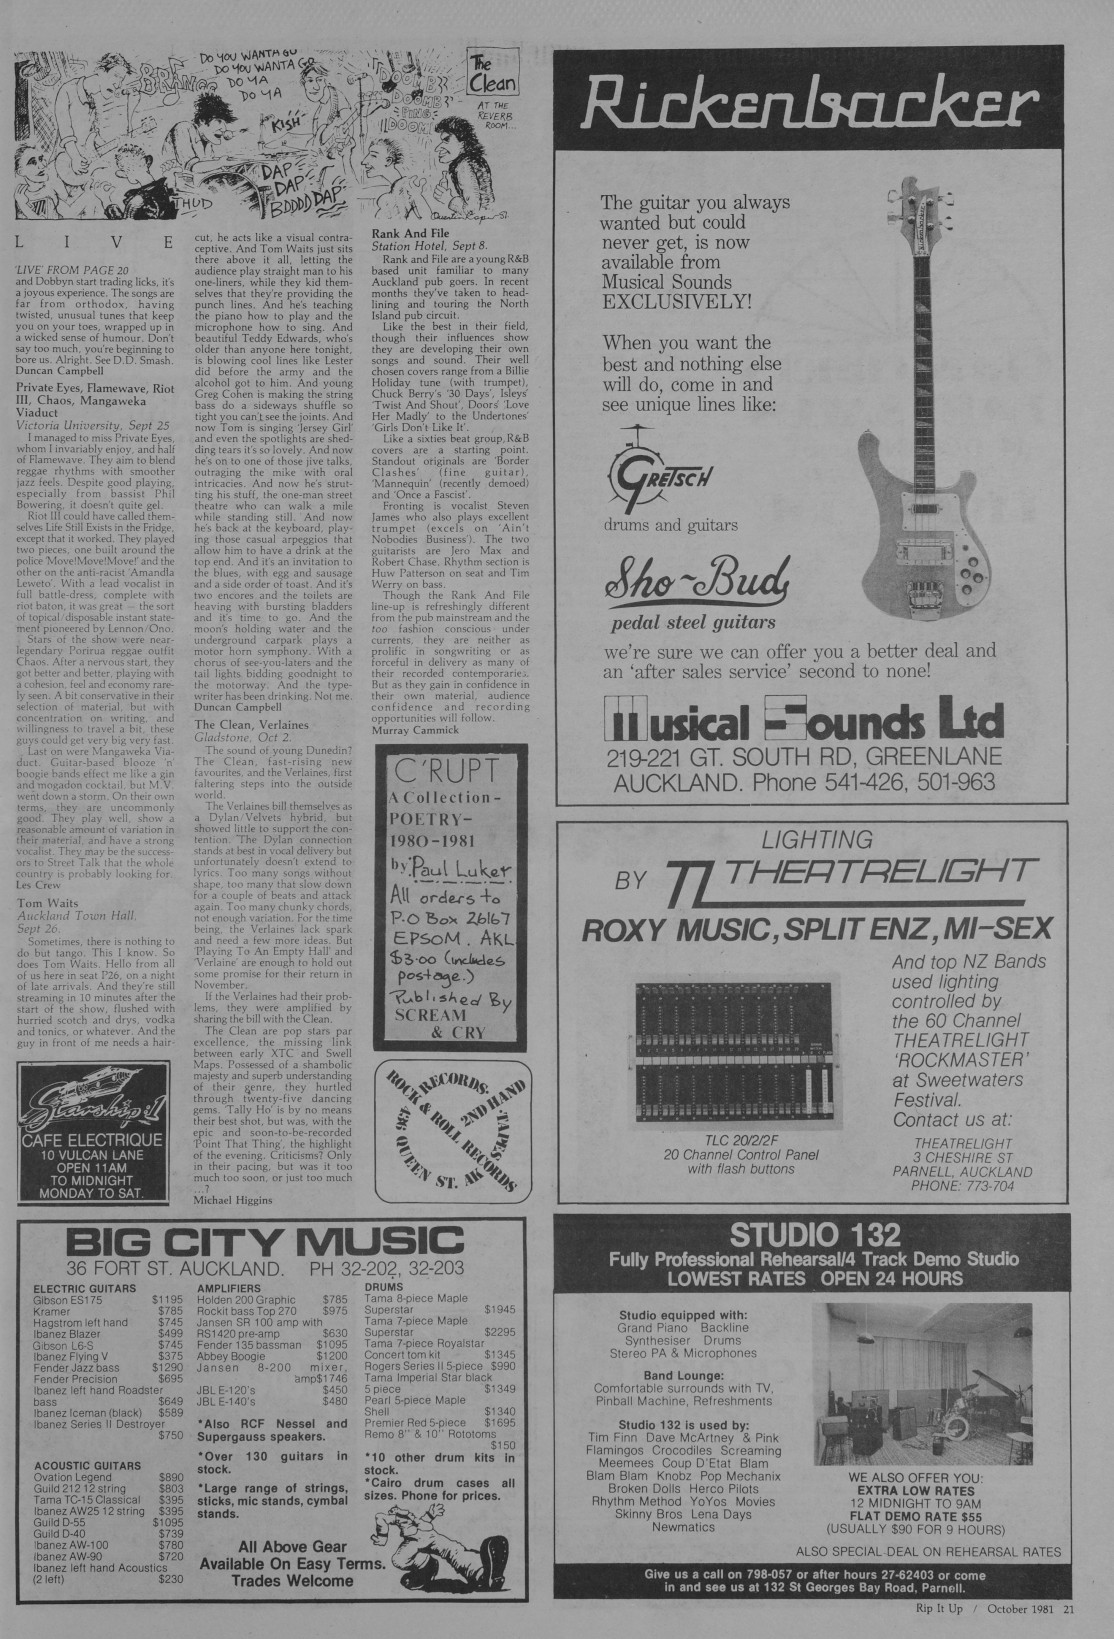 BRANG
DO YOU WANTA GO
DO YOU WANTA GO
DO YA
DO YA
KISH
DOOMB
DOOMB
PING
DOOM
DAP
DAP
BDDDDDAP
THUD
The
Clean
AT THE
REVERB
ROOM...
L I V E
'LIVE' FROM PAGE 20
and Dobbyn start trading licks, it's
a joyous experience. The songs are
far from orthodox, having
twisted, unusual tunes that keep
you on your toes, wrapped up in
a wicked sense of humour. Don't
say too much, you're beginning to
bore us. Alright. See D.D. Smash.
Duncan Campbell
Private Eyes, Flamewave, Riot
III, Chaos, Mangaweka
Viaduct
Victoria University, Sept 25
I managed to miss Private Eyes,
whom I invariably enjoy, and half
of Flamewave. They aim to blend
reggae rhythms with smoother
jazz feels. Despite good playing,
especially from bassist Phil
Bowering, it doesn't quite gel.
Riot III could have called them-
selves Life Still Exists in the Fridge,
except that it worked. They played
two pieces, one built around the
police 'Move!Move!Move!' and the
other on the anti-racist 'Amandla
Leweto'. With a lead vocalist in
full battle-dress, complete with
riot baton, it was great — the sort
of topical/disposable instant state-
ment pioneered by Lennon/Ono.
Stars of the show were near-
legendary Porirua reggae outfit
Chaos. After a nervous start, they
got better and better, playing with
a cohesion, feel and economy rare-
ly seen. A bit conservative in their
selection of material, but with
concentration on writing, and
willingness to travel a bit, these
guys could get very big very fast.
Last on were Mangaweka Via-
duct. Guitar-based blooze 'n'
boogie bands effect me like a gin
and mogadon cocktail, but M.V.
went down a storm. On their own
terms, they are uncommonly
good. They play well, show a
reasonable amount of variation in
their material, and have a strong
vocalist. They may be the success-
ors to Street Talk that the whole
country is probably looking for.
Les Crew
Tom Waits
Auckland Town Hall,
Sept 26.
Sometimes, there is nothing to
do but tango. This I know. So
does Tom Waits. Hello from all
of us here in seat P26, on a night
of late arrivals. And they're still
streaming in 10 minutes after the
start of the show, flushed with
hurried scotch and drys, vodka
and tonics, or whatever. And the
guy in front of me needs a hair-
cut, he acts like a visual contra-
ceptive. And Tom Waits just sits
there above it all, letting the
audience play straight man to his
one-liners, while they kid them-
selves that they're providing the
punch lines. And he's teaching
the piano how to play and the
microphone how to sing. And
beautiful Teddy Edwards, who's
older than anyone here tonight,
is blowing cool lines like Lester
did before the army and the
alcohol got to him. And young
Greg Cohen is making the string
bass do a sideways shuffle so
tight you can't see the joints. And
now Tom is singing 'Jersey Girl'
and even the spotlights are shed-
ding tears it's so lovely. And now
he's on to one of those jive talks,
outraging the mike with oral
intricacies. And now he's strut-
ting his stuff, the one-man street
theatre who can walk a mile
while standing still. And now
he's back at the keyboard, play-
ing those casual arpeggios that
allow him to have a drink at the
top end. And it's an invitation to
the blues, with egg and sausage
and a side order of toast. And it's
two encores and the toilets are
heaving with bursting bladders
and it's time to go. And the
moon's holding water and the
underground carpark plays a
motor horn symphony. With a
chorus of see-you-laters and the
tail lights bidding goodnight to
the motorway. And the type-
writer has been drinking. Not me.
Duncan Campbell
The Clean, Verlaines
Gladstone, Oct 2.
The sound of young Dunedin?
The Clean, fast-rising new
favourites, and the Verlaines, first
faltering steps into the outside
world.
The Verlaines bill themselves as
a Dylan/Velvets hybrid, but
showed little to support the con-
tention. The Dylan connection
stands at best in vocal delivery but
unfortunately doesn't extend to
lyrics. Too many songs without
shape, too many that slow down
for a couple of beats and attack
again. Too many chunky chords,
not enough variation. For the time
being, the Verlaines lack spark
and need a few more ideas. But
'Playing To An Empty Hall' and
'Verlaine' are enough to hold out
some promise for their return in
November.
If the Verlaines had their prob-
lems, they were amplified by
sharing the bill with the Clean.
The Clean are pop stars par
excellence, the missing link
between early XTC and Swell
Maps. Possessed of a shambolic
majesty and superb understanding
of their genre, they hurtled
through twenty-five dancing
gems. 'Tally Ho' is by no means
their best shot, but was, with the
epic and soon-to-be-recorded
'Point That Thing', the highlight
of the evening. Criticisms? Only
in their pacing, but was it too
much too soon, or just too much
...?
Michael Higgins
Rank And File
Station Hotel, Sept 8.
Rank and File are a young R&B
based unit familiar to many
Auckland pub goers. In recent
months they've taken to head-
lining and touring the North
Island pub circuit.
Like the best in their field,
though their influences show
they are developing their own
songs and sound. Their well
chosen covers range from a Billie
Holiday tune (with trumpet),
Chuck Berry's '30 Days', Isleys'
'Twist And Shout', Doors' 'Love
Her Madly' to the Undertones'
'Girls Don't Like It'.
Like a sixties beat group, R&B
covers are a starting point.
Standout originals are 'Border
Clashes' (fine guitar),
'Mannequin' (recently demoed)
and 'Once a Fascist'.
Fronting is vocalist Steven
James who also plays excellent
trumpet (excels on 'Ain't
Nobodies Business'). The two
guitarists are Jero Max and
Robert Chase. Rhythm section is
Huw Patterson on seat and Tim
Werry on bass.
Though the Rank And File
line-up is refreshingly different
from the pub mainstream and the
too fashion conscious under
currents, they are neither as
prolific in songwriting or as
forceful in delivery as many of
their recorded contemporaries.
But as they gain in confidence in
their own material, audience
confidence and recording
opportunities will follow.
Murray Cammick
C'RUPT
A Collection–
POETRY–
1980–1981
by: Paul Luker
All orders to
P.O Box 26167
EPSOM. AKL
$3.00 (includes
postage.)
Published By
SCREAM
& CRY
Starship 1
CAFE ELECTRIQUE
10 VULCAN LANE
OPEN 11AM
TO MIDNIGHT
MONDAY TO SAT.
ROCK RECORDS·
2ND HAND
·TAPES·
ROCK & ROLL RECORDS
486 QUEEN ST. AK
BIG CITY MUSIC
36 FORT ST. AUCKLAND. PH 32-202, 32-203
ELECTRIC GUITARS
Gibson ES175 $1195
Kramer $785
Hagstrom left hand $745
Ibanez Blazer $499
Gibson L6-S $745
Ibanez Flying V $375
Fender Jazz bass $1290
Fender Precision $695
Ibanez left hand Roadster
bass $649
Ibanez Iceman (black) $589
Ibanez Series II Destroyer
$750
ACOUSTIC GUITARS
Ovation Legend $890
Guild 212 12 string $803
Tama TC-15 Classical $395
Ibanez AW25 12 string $395
Guild D-55 $1095
Guild D-40 $739
Ibanez AW-100 $780
Ibanez AW-90 $720
Ibanez left hand Acoustics
(2 left) $230
AMPLIFIERS
Holden 200 Graphic $785
Rockit bass Top 270 $975
Jansen SR 100 amp with
RS1420 pre-amp $630
Fender 135 bassman $1095
Abbey Boogie $1200
Jansen 8-200 mixer,
amp $1746
JBL E-120's $450
JBL E-140's $480
*Also RCF Nessel and
Supergauss speakers.
*Over 130 guitars in
stock.
*Large range of strings,
sticks, mic stands, cymbal
stands.
DRUMS
Tama 8-piece Maple
Superstar $1945
Tama 7-piece Maple
Superstar $2295
Tama 7-piece Royalstar
Concert tom kit $1345
Rogers Series II 5-piece $990
Tama Imperial Star black
5 piece $1349
Pearl 5-piece Maple
Shell $1340
Premier Red 5-piece $1695
Remo 8" & 10" Rototoms
$150
*10 other drum kits in
stock.
*Cairo drum cases all
sizes. Phone for prices.
All Above Gear
Available On Easy Terms.
Trades Welcome
Rickenbacker
The guitar you always
wanted but could
never get, is now
available from
Musical Sounds
EXCLUSIVELY!
When you want the
best and nothing else
will do, come in and
see unique lines like:
GRETSCH
drums and guitars
Sho~Bud
pedal steel guitars
we're sure we can offer you a better deal and
an 'after sales service' second to none!
Musical Sounds Ltd
219-221 GT. SOUTH RD, GREENLANE
AUCKLAND. Phone 541-426, 501-963
LIGHTING
BY TL THEATRELIGHT
ROXY MUSIC, SPLIT ENZ, MI-SEX
And top NZ Bands
used lighting
controlled by
the 60 Channel
THEATRELIGHT
'ROCKMASTER'
at Sweetwaters
Festival.
Contact us at:
THEATRELIGHT
3 CHESHIRE ST
PARNELL, AUCKLAND
PHONE: 773-704
TLC 20/2/2F
20 Channel Control Panel
with flash buttons
STUDIO 132
Fully Professional Rehearsal/4 Track Demo Studio
LOWEST RATES OPEN 24 HOURS
Studio equipped with:
Grand Piano Backline
Synthesiser Drums
Stereo PA & Microphones
Band Lounge:
Comfortable surrounds with TV,
Pinball Machine, Refreshments
Studio 132 is used by:
Tim Finn Dave McArtney & Pink
Flamingos Crocodiles Screaming
Meemees Coup D'Etat Blam
Blam Blam Knobz Pop Mechanix
Broken Dolls Herco Pilots
Rhythm Method YoYos Movies
Skinny Bros Lena Days
Newmatics
WE ALSO OFFER YOU:
EXTRA LOW RATES
12 MIDNIGHT TO 9AM
FLAT DEMO RATE $55
(USUALLY $90 FOR 9 HOURS)
ALSO SPECIAL DEAL ON REHEARSAL RATES
Give us a call on 798-057 or after hours 27-62403 or come
in and see us at 132 St Georges Bay Road, Parnell.
Rip It Up / October 1981 21